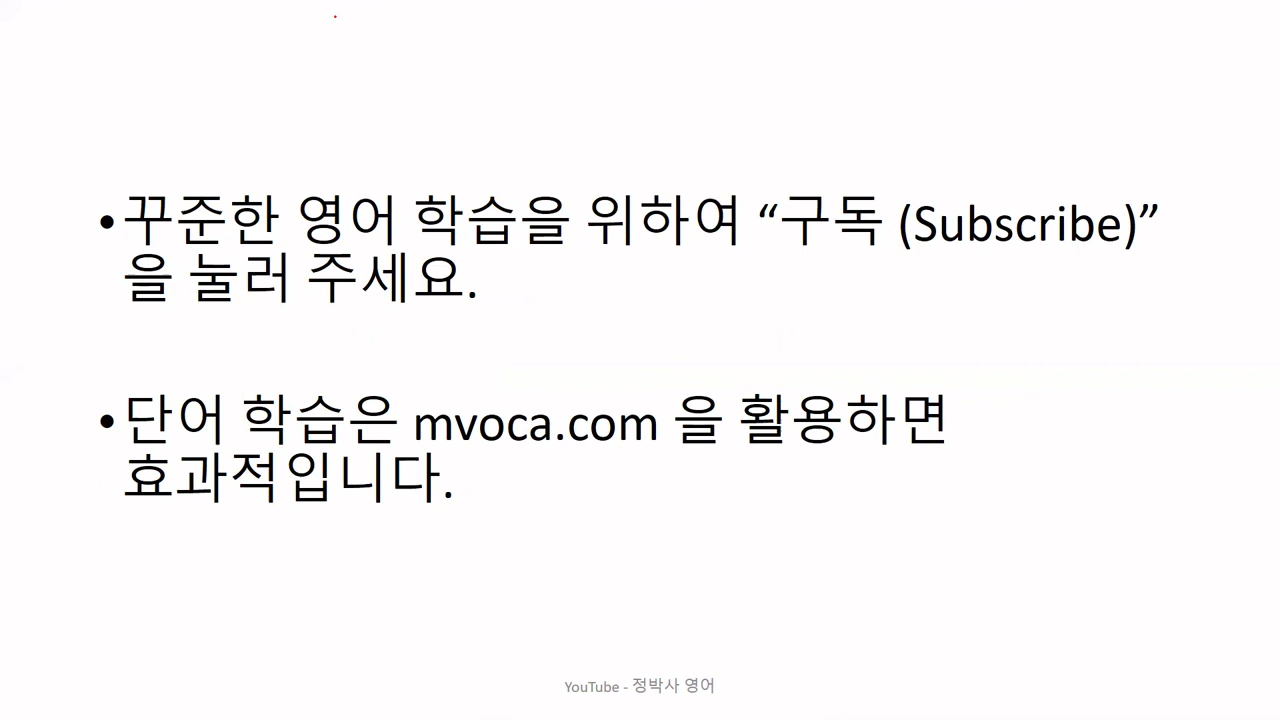 •꾸준한 영어 학습을 위하여 “구독 (Subscribe)”
을 눌러 주세요.
•단어 학습은 mvoca.com 을 활용하면
효과적입니다.
YouTube - 정박사 영어